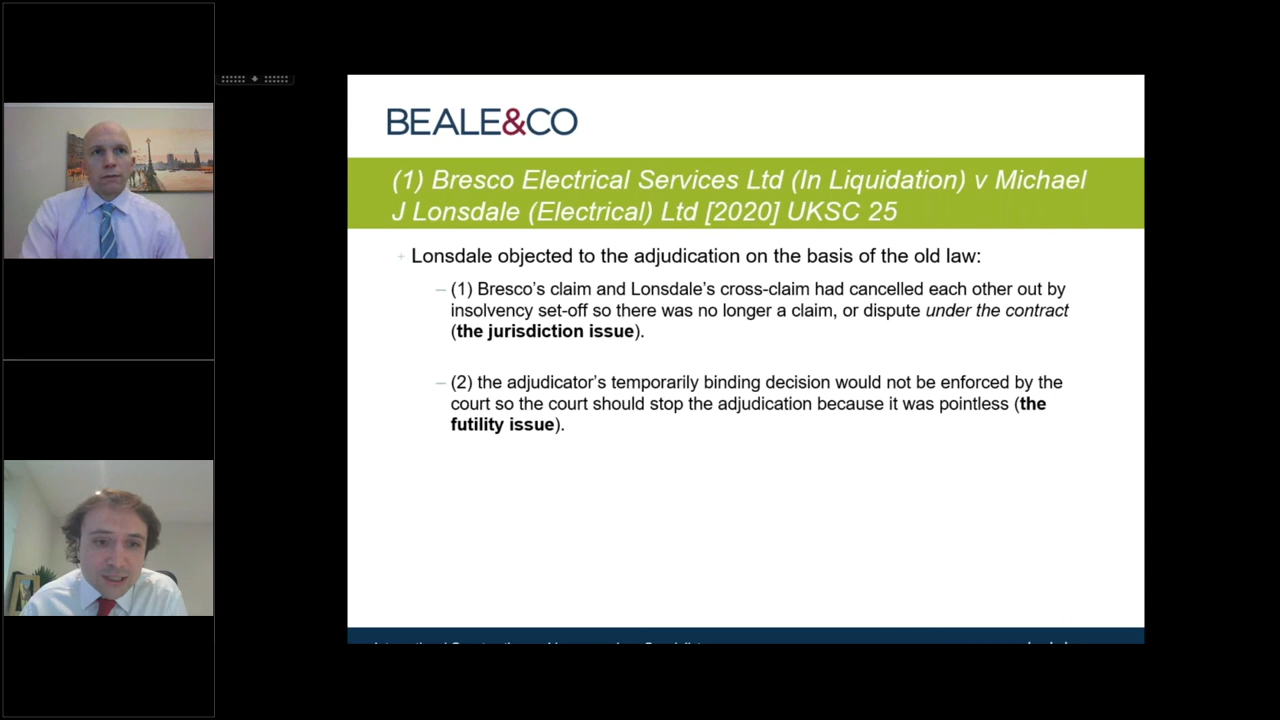 BEALE&CO
(1) Bresco Electrical Services Ltd (In Liquidation) v Michael
J Lonsdale (Electrical) Ltd [2020] UKSC 25
+ Lonsdale objected to the adjudication on the basis of the old law:
– (1) Bresco’s claim and Lonsdale’s cross-claim had cancelled each other out by
insolvency set-off so there was no longer a claim, or dispute under the contract
(the jurisdiction issue).
– (2) the adjudicator’s temporarily binding decision would not be enforced by the
court so the court should stop the adjudication because it was pointless (the
futility issue).